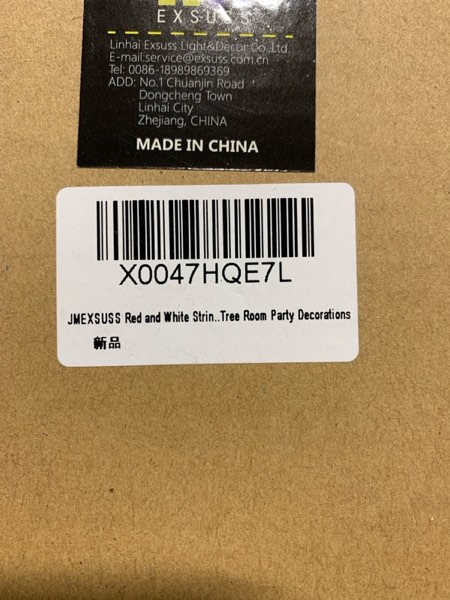 EXSUSS
Linhai Exsuss Light&Decor Co.,Ltd
E-mail:service@exsuss.com.cn
Tel: 0086-18989869369
ADD: No.1 Chuanjin Road
Dongcheng Town
Linhai City
Zhejiang, CHINA
MADE IN CHINA
X0047HQE7L
JMEXSUSS Red and White Strin..Tree Room Party Decorations
新品